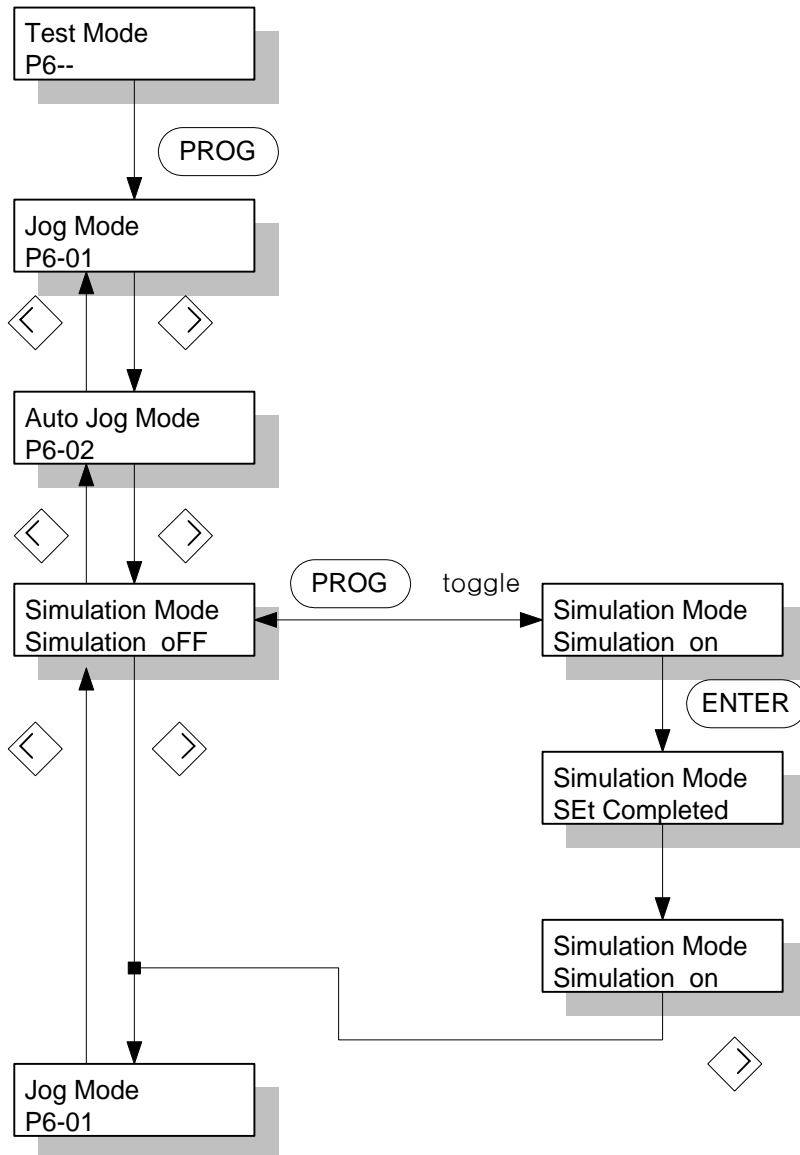 Test Mode
P6--
PROG
Jog Mode
P6-01
Auto Jog Mode
P6-02
Simulation Mode
Simulation  oFF
PROG
toggle
Simulation Mode
Simulation  on
ENTER
Simulation Mode
SEt Completed
Simulation Mode
Simulation  on
Jog Mode
P6-01